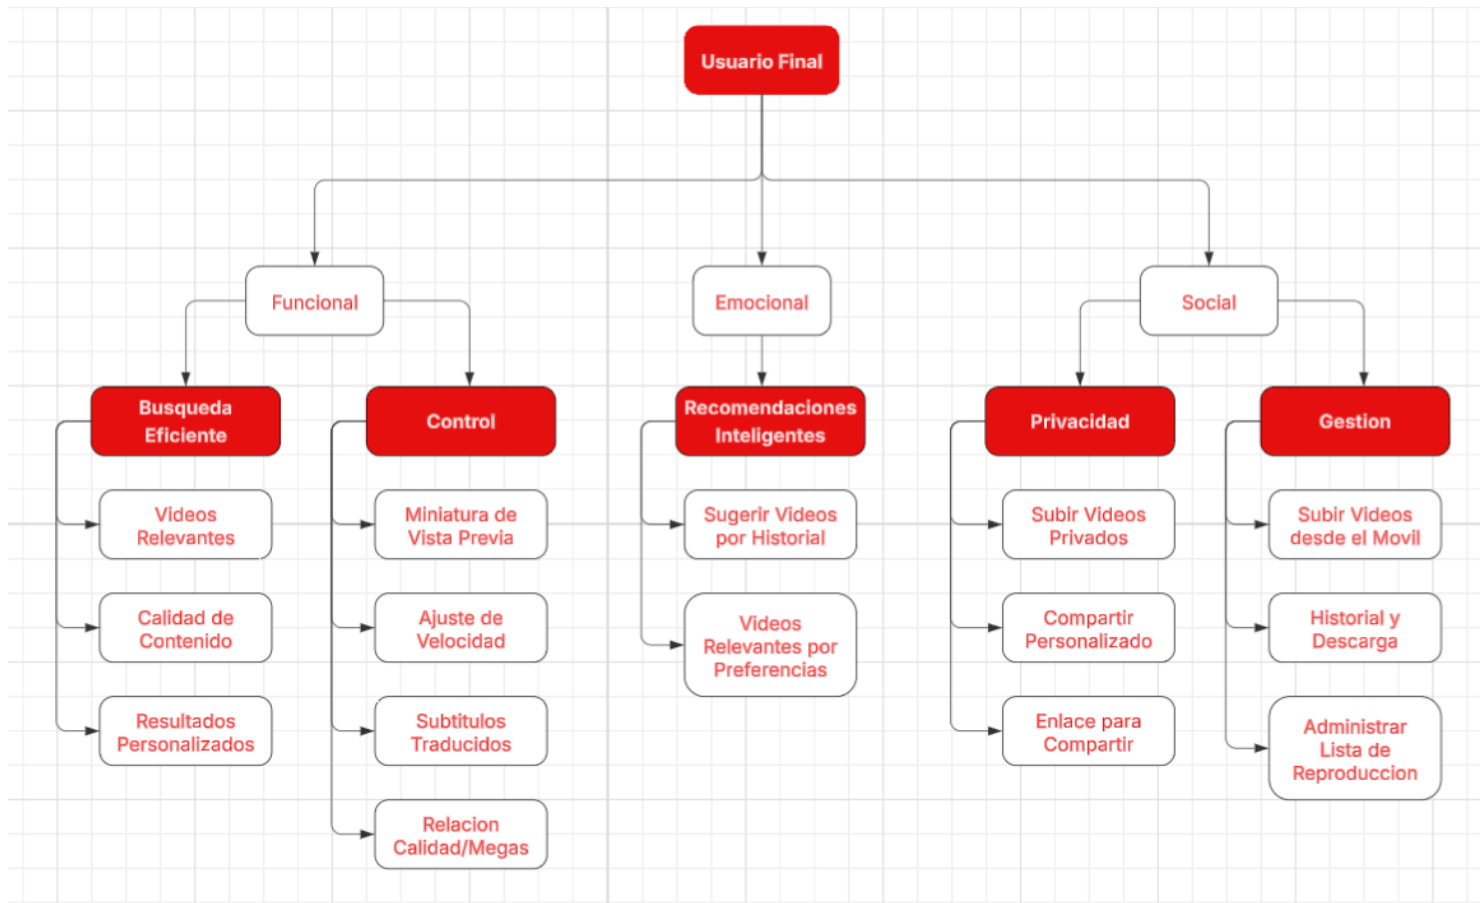 Usuario Final
Funcional
Emocional
Social
Busqueda
Eficiente
Control
Recomendaciones
Inteligentes
Privacidad
Gestion
Videos
Relevantes
Miniatura de
Vista Previa
Sugerir Videos
por Historial
Subir Videos
Privados
Subir Videos
desde el Movil
Calidad de
Contenido
Ajuste de
Velocidad
Videos
Relevantes por
Preferencias
Compartir
Personalizado
Historial y
Descarga
Resultados
Personalizados
Subtitulos
Traducidos
Enlace para
Compartir
Administrar
Lista de
Reproduccion
Relacion
Calidad/Megas